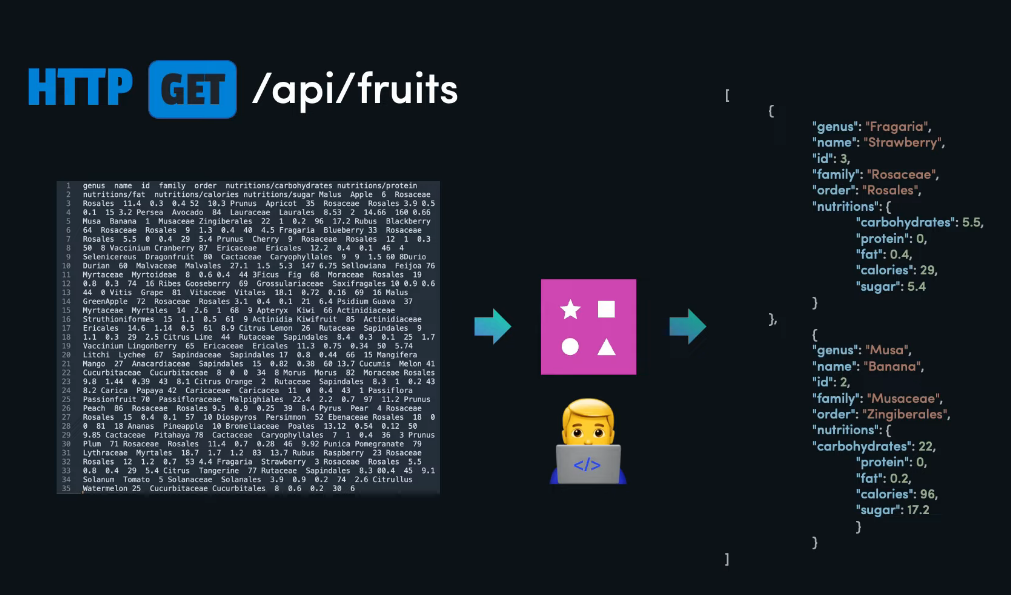 HTTP GET /api/fruits
1 genus name id family order nutritions/carbohydrates nutritions/protein
2 nutritions/fat nutritions/calories nutritions/sugar Malus Apple 6 Rosaceae
3 Rosales 11.4 0.3 0.4 52 10.3 Prunus Apricot 35 Rosaceae Rosales 3.9 0.5
4 0.1 15 3.2 Persea Avocado 84 Lauraceae Laurales 8.53 2 14.66 160 0.66
5 Musa Banana 1 Musaceae Zingiberales 22 1 0.2 96 17.2 Rubus Blackberry
6 64 Rosaceae Rosales 9 1.3 0.4 40 4.5 Fragaria Blueberry 33 Rosaceae
7 Rosales 5.5 0 0.4 29 5.4 Prunus Cherry 9 Rosaceae Rosales 12 1 0.3
8 50 8 Vaccinium Cranberry 87 Ericaceae Ericales 12.2 0.4 0.1 46 4
9 Selenicereus Dragonfruit 80 Cactaceae Caryophyllales 9 9 1.5 60 8Durio
10 Durian 60 Malvaceae Malvales 27.1 1.5 5.3 147 6.75 Sellowiana Feijoa 76
11 Myrtaceae Myrtoideae 8 0.6 0.4 44 3Ficus Fig 68 Moraceae Rosales 19
12 0.8 0.3 74 16 Ribes Gooseberry 69 Grossulariaceae Saxifragales 10 0.9 0.6
13 44 0 Vitis Grape 81 Vitaceae Vitales 18.1 0.72 0.16 69 16 Malus
14 GreenApple 72 Rosaceae Rosales 3.1 0.4 0.1 21 6.4 Psidium Guava 37
15 Myrtaceae Myrtales 14 2.6 1 68 9 Apteryx Kiwi 66 Actinidiaceae
16 Struthioniformes 15 1.1 0.5 61 9 Actinidia Kiwifruit 85 Actinidiaceae
17 Ericales 14.6 1.14 0.5 61 8.9 Citrus Lemon 26 Rutaceae Sapindales 9
18 1.1 0.3 29 2.5 Citrus Lime 44 Rutaceae Sapindales 8.4 0.3 0.1 25 1.7
19 Vaccinium Lingonberry 65 Ericaceae Ericales 11.3 0.75 0.34 50 5.74
20 Litchi Lychee 67 Sapindaceae Sapindales 17 0.8 0.44 66 15 Mangifera
21 Mango 27 Anacardiaceae Sapindales 15 0.82 0.38 60 13.7 Cucumis Melon 41
22 Cucurbitaceae Cucurbitaceae 8 0 0 34 8 Morus Morus 82 Moraceae Rosales
23 9.8 1.44 0.39 43 8.1 Citrus Orange 2 Rutaceae Sapindales 8.3 1 0.2 43
24 8.2 Carica Papaya 42 Caricaceae Caricacea 11 0 0.4 43 1 Passiflora
25 Passionfruit 70 Passifloraceae Malpighiales 22.4 2.2 0.7 97 11.2 Prunus
26 Peach 86 Rosaceae Rosales 9.5 0.9 0.25 39 8.4 Pyrus Pear 4 Rosaceae
27 Rosales 15 0.4 0.1 57 10 Diospyros Persimmon 52 Ebenaceae Rosales 18 0
28 0 81 18 Ananas Pineapple 10 Bromeliaceae Poales 13.12 0.54 0.12 50
29 9.85 Cactaceae Pitahaya 78 Cactaceae Caryophyllales 7 1 0.4 36 3 Prunus
30 Plum 71 Rosaceae Rosales 11.4 0.7 0.28 46 9.92 Punica Pomegranate 79
31 Lythraceae Myrtales 18.7 1.7 1.2 83 13.7 Rubus Raspberry 23 Rosaceae
32 Rosales 12 1.2 0.7 53 4.4 Fragaria Strawberry 3 Rosaceae Rosales 5.5
33 0.8 0.4 29 5.4 Citrus Tangerine 77 Rutaceae Sapindales 8.3 00.4 45 9.1
34 Solanum Tomato 5 Solanaceae Solanales 3.9 0.9 0.2 74 2.6 Citrullus
35 Watermelon 25 Cucurbitaceae Cucurbitales 8 0.6 0.2 30 6
</>
[
{
"genus": "Fragaria",
"name": "Strawberry",
"id": 3,
"family": "Rosaceae",
"order": "Rosales",
"nutritions": {
"carbohydrates": 5.5,
"protein": 0,
"fat": 0.4,
"calories": 29,
"sugar": 5.4
}
},
{
"genus": "Musa",
"name": "Banana",
"id": 2,
"family": "Musaceae",
"order": "Zingiberales",
"nutritions": {
"carbohydrates": 22,
"protein": 0,
"fat": 0.2,
"calories": 96,
"sugar": 17.2
}
}
]